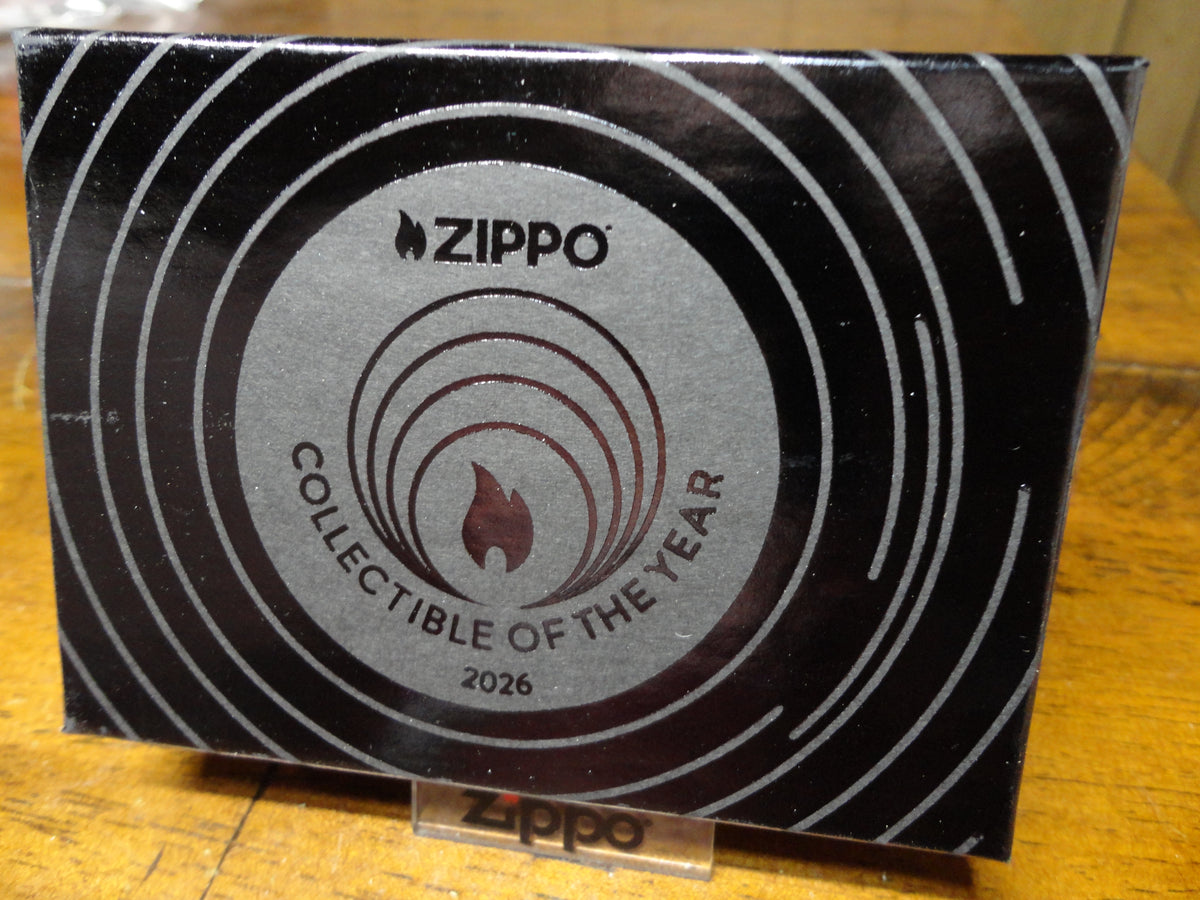 ZIPPO
COLLECTIBLE OF THE YEAR
2026
Zippo